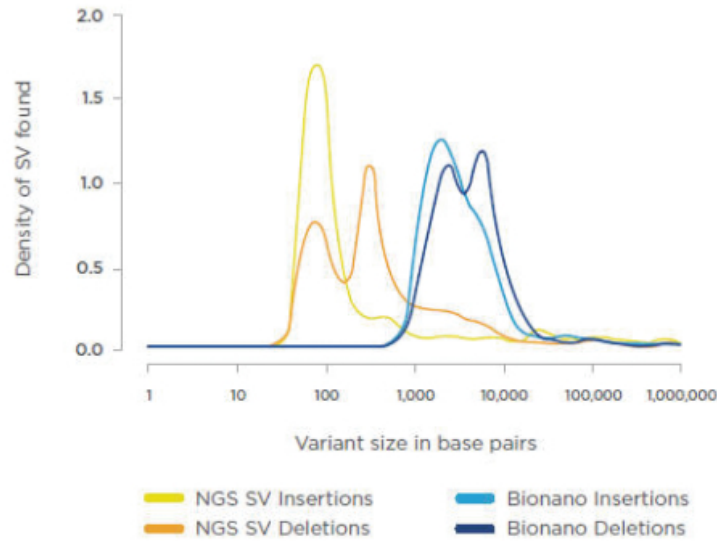 2.0
1.5
1.0
0.5
0.0
Density of SV found
1 10 100 1,000 10,000 100,000 1,000,000
Variant size in base pairs
NGS SV Insertions Bionano Insertions
NGS SV Deletions Bionano Deletions